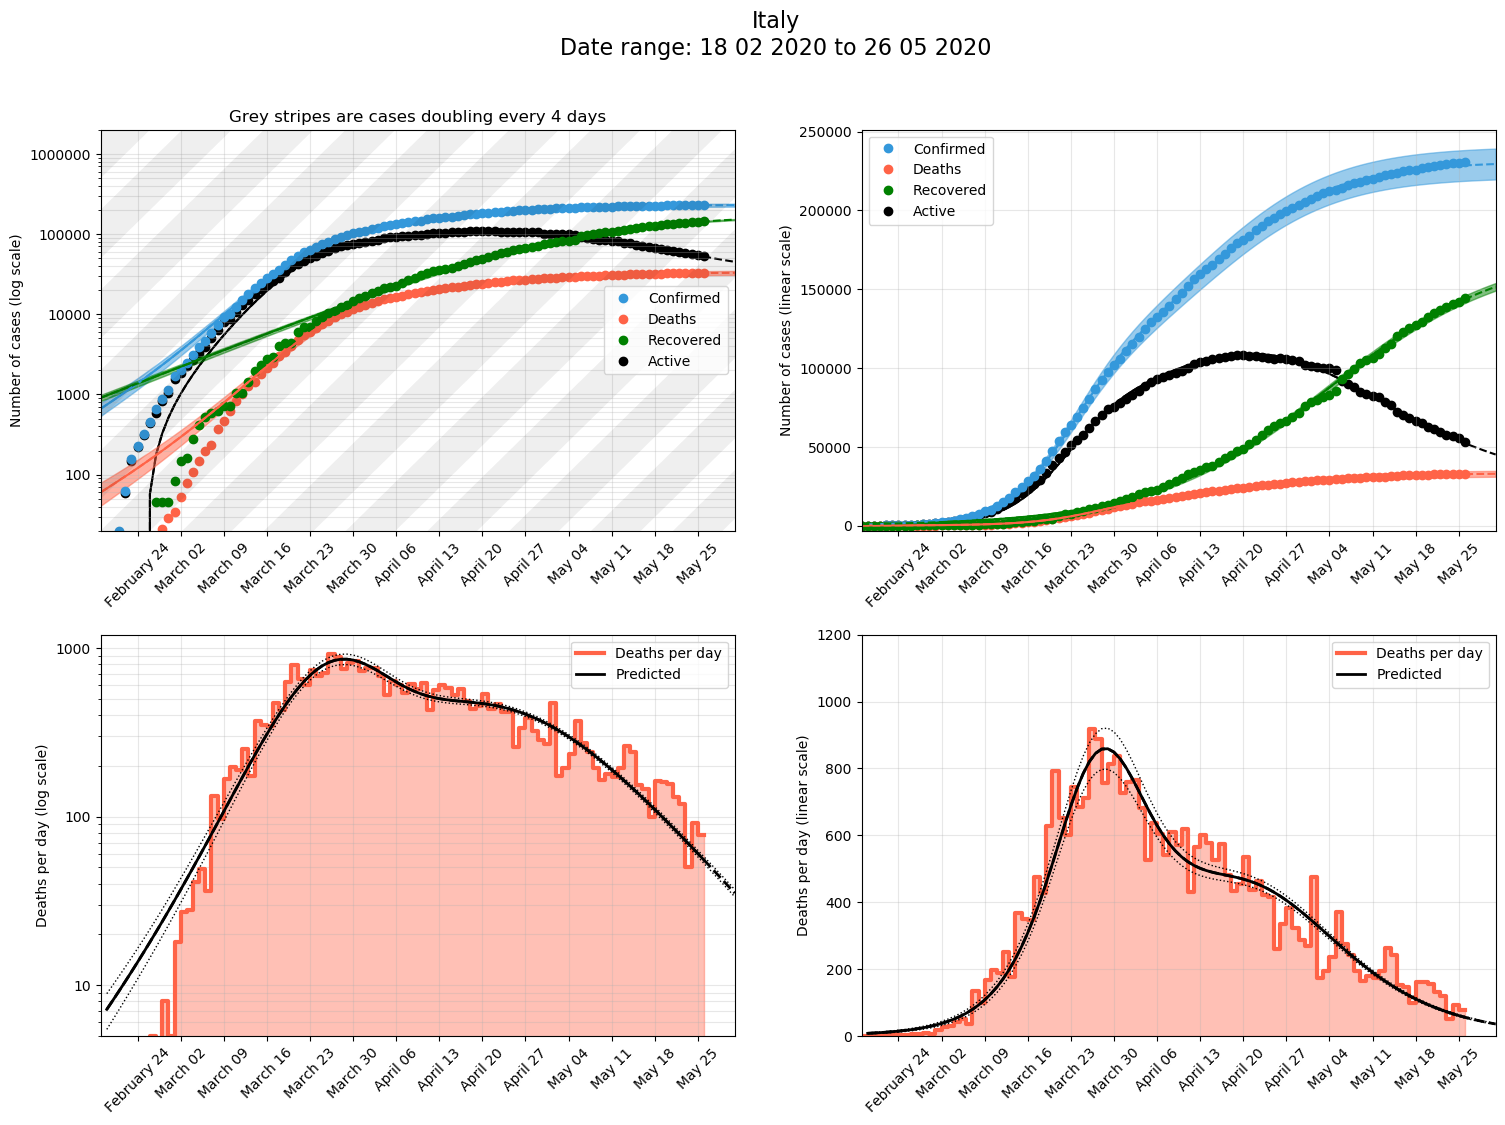 Italy
Date range: 18 02 2020 to 26 05 2020
Grey stripes are cases doubling every 4 days
Number of cases (log scale)
1000000
100000
10000
1000
100
Confirmed
Deaths
Recovered
Active
February 24
March 02
March 09
March 16
March 23
March 30
April 06
April 13
April 20
April 27
May 04
May 11
May 18
May 25
Number of cases (linear scale)
250000
200000
150000
100000
50000
0
Confirmed
Deaths
Recovered
Active
February 24
March 02
March 09
March 16
March 23
March 30
April 06
April 13
April 20
April 27
May 04
May 11
May 18
May 25
Deaths per day (log scale)
1000
100
10
Deaths per day
Predicted
February 24
March 02
March 09
March 16
March 23
March 30
April 06
April 13
April 20
April 27
May 04
May 11
May 18
May 25
Deaths per day (linear scale)
1200
1000
800
600
400
200
0
Deaths per day
Predicted
February 24
March 02
March 09
March 16
March 23
March 30
April 06
April 13
April 20
April 27
May 04
May 11
May 18
May 25